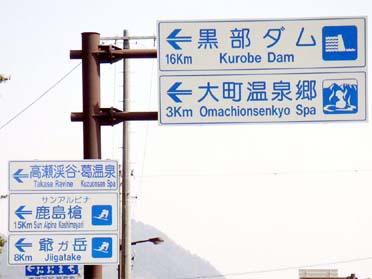 黒部ダム
16Km Kurobe Dam
大町温泉郷
3Km Omachionsenkyo Spa
高瀬渓谷・葛温泉
Takase Ravine Kuzuonsen Spa
サンアルピナ
鹿島槍
15Km Sun Alpina Kashimayari
爺ガ岳
8Km Jiigatake